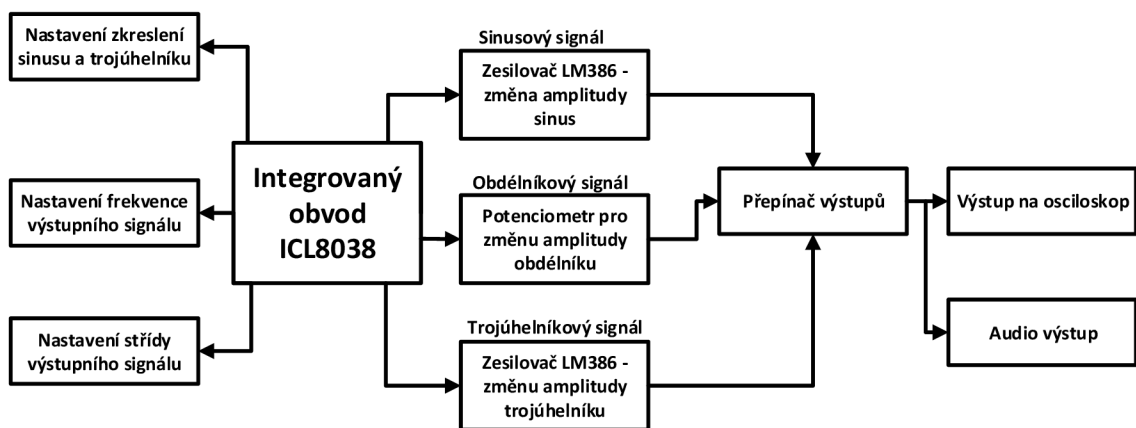 Nastavení zkreslení
sinusu a trojúhelníku
Nastavení frekvence
výstupního signálu
Nastavení střídy
výstupního signálu
Integrovaný
obvod
ICL8038
Sinusový signál
Zesilovač LM386 -
změna amplitudy
sinus
Obdélníkový signál
Potenciometr pro
změnu amplitudy
obdélníku
Trojúhelníkový signál
Zesilovač LM386 -
změnu amplitudy
trojúhelníku
Přepínač výstupů
Výstup na osciloskop
Audio výstup